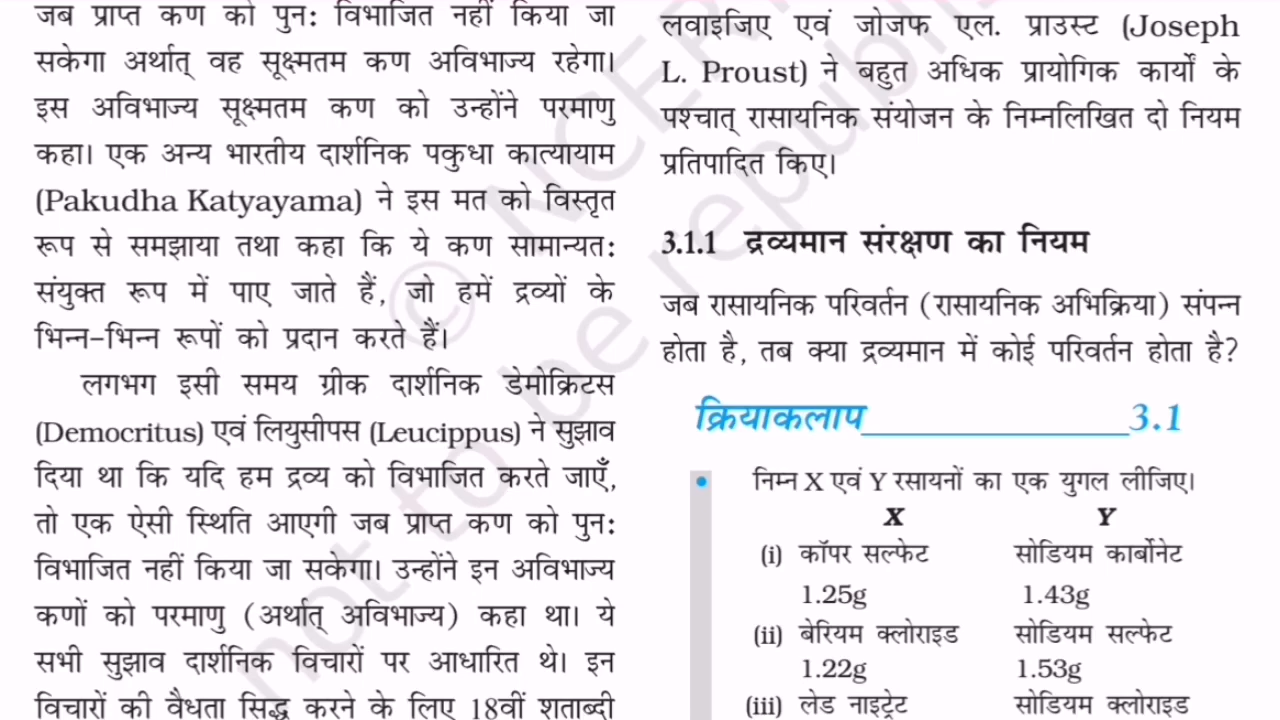 जब प्राप्त कण को पुन: विभाजित नहीं किया जा
सकेगा अर्थात् वह सूक्ष्मतम कण अविभाज्य रहेगा।
इस अविभाज्य सूक्ष्मतम कण को उन्होंने परमाणु
कहा। एक अन्य भारतीय दार्शनिक पकुधा कात्यायाम
(Pakudha Katyayama) ने इस मत को विस्तृत
रूप से समझाया तथा कहा कि ये कण सामान्यत:
संयुक्त रूप में पाए जाते हैं, जो हमें द्रव्यों के
भिन्न-भिन्न रूपों को प्रदान करते हैं।
लगभग इसी समय ग्रीक दार्शनिक डेमोक्रिटस
(Democritus) एवं लियुसीपस (Leucippus) ने सुझाव
दिया था कि यदि हम द्रव्य को विभाजित करते जाएँ,
तो एक ऐसी स्थिति आएगी जब प्राप्त कण को पुन:
विभाजित नहीं किया जा सकेगा। उन्होंने इन अविभाज्य
कणों को परमाणु (अर्थात् अविभाज्य) कहा था। ये
सभी सुझाव दार्शनिक विचारों पर आधारित थे। इन
विचारों की वैधता सिद्ध करने के लिए 18वीं शताब्दी
लवाइजिए एवं जोजफ एल. प्राउस्ट (Joseph
L. Proust) ने बहुत अधिक प्रायोगिक कार्यों के
पश्चात् रासायनिक संयोजन के निम्नलिखित दो नियम
प्रतिपादित किए।
3.1.1 द्रव्यमान संरक्षण का नियम
जब रासायनिक परिवर्तन (रासायनिक अभिक्रिया) संपन्न
होता है, तब क्या द्रव्यमान में कोई परिवर्तन होता है?
क्रियाकलाप 3.1
• निम्न X एवं Y रसायनों का एक युगल लीजिए।
X Y
(i) कॉपर सल्फेट सोडियम कार्बोनेट
1.25g 1.43g
(ii) बेरियम क्लोराइड सोडियम सल्फेट
1.22g 1.53g
(iii) लेड नाइट्रेट सोडियम क्लोराइड
© NCER
not to be republi